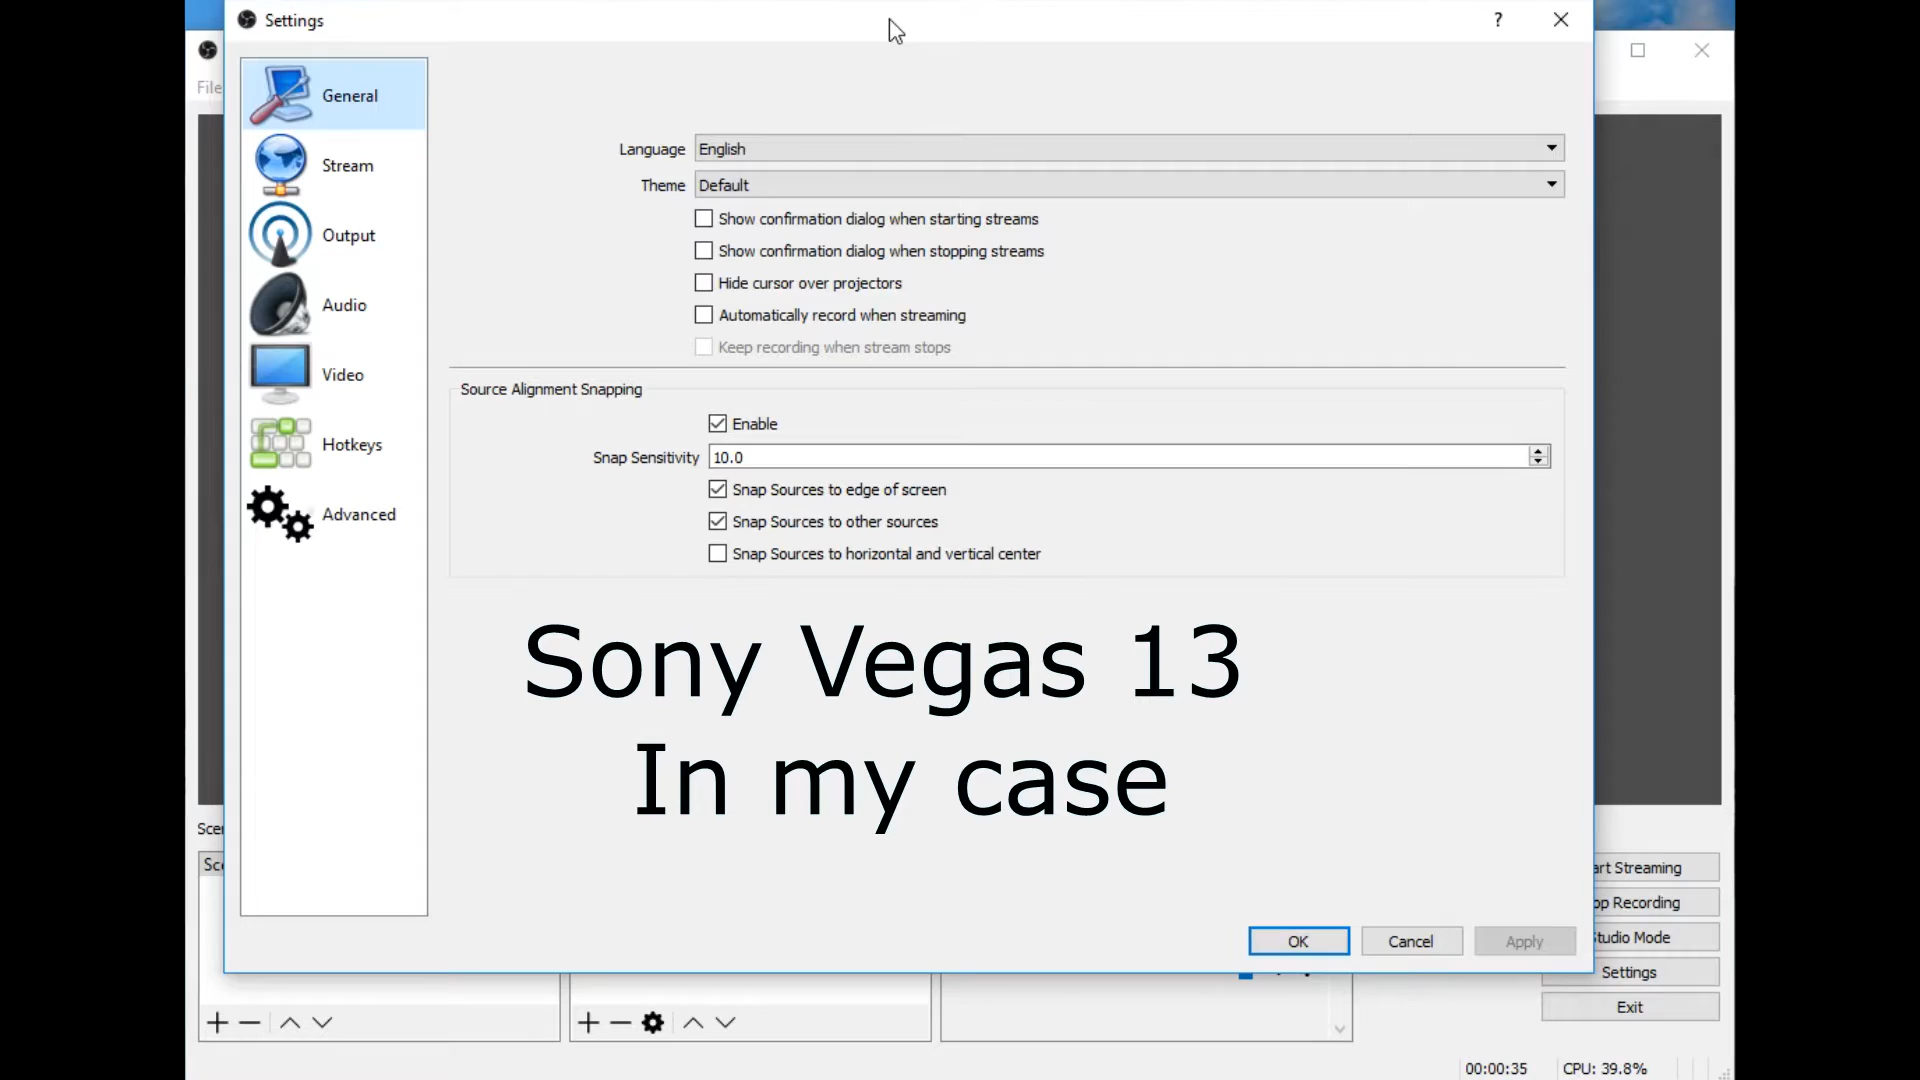 Settings
?
File
General
Stream
Output
Audio
Video
Hotkeys
Advanced
Language English
Theme Default
Show confirmation dialog when starting streams
Show confirmation dialog when stopping streams
Hide cursor over projectors
Automatically record when streaming
Keep recording when stream stops
Source Alignment Snapping
Enable
Snap Sensitivity 10.0
Snap Sources to edge of screen
Snap Sources to other sources
Snap Sources to horizontal and vertical center
Sony Vegas 13
In my case
OK Cancel Apply
Streaming
Recording
Mode
Settings
Exit
00:00:35 CPU: 39.8%